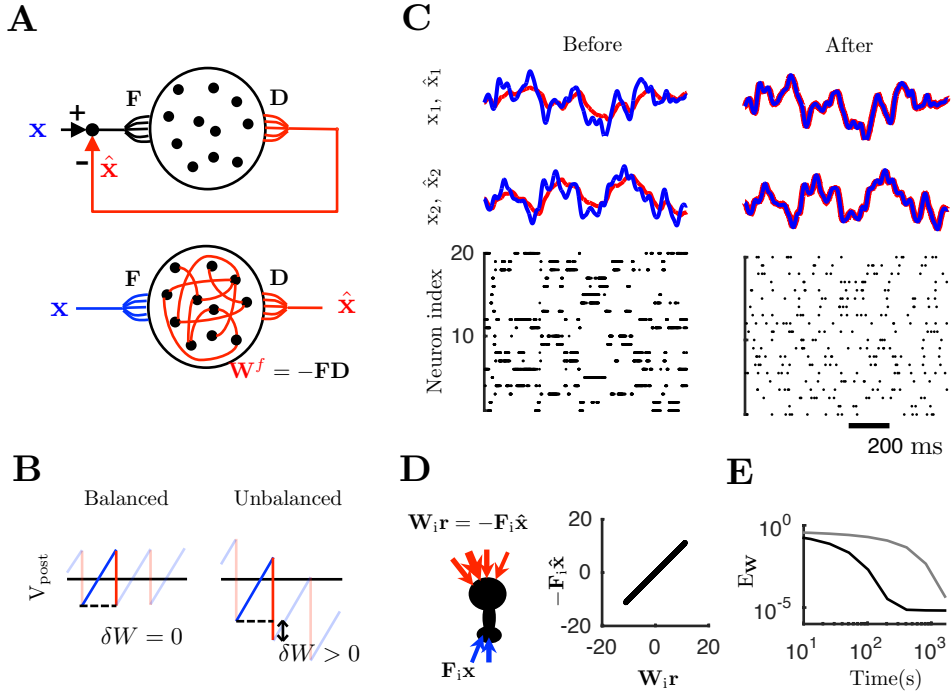 A
F
D
+
x
−
x̂
F
D
x
x̂
W^f = −FD
B
Balanced
Unbalanced
V_post
δW = 0
δW > 0
C
Before
After
x₁, x̂₁
x₂, x̂₂
Neuron index
20
10
200 ms
D
W_i r = −F_i x̂
F_i x
−F_i x̂
20
0
-20
-20
0
20
W_i r
E
E_W
10^0
10^-5
10^1
10^2
10^3
Time(s)